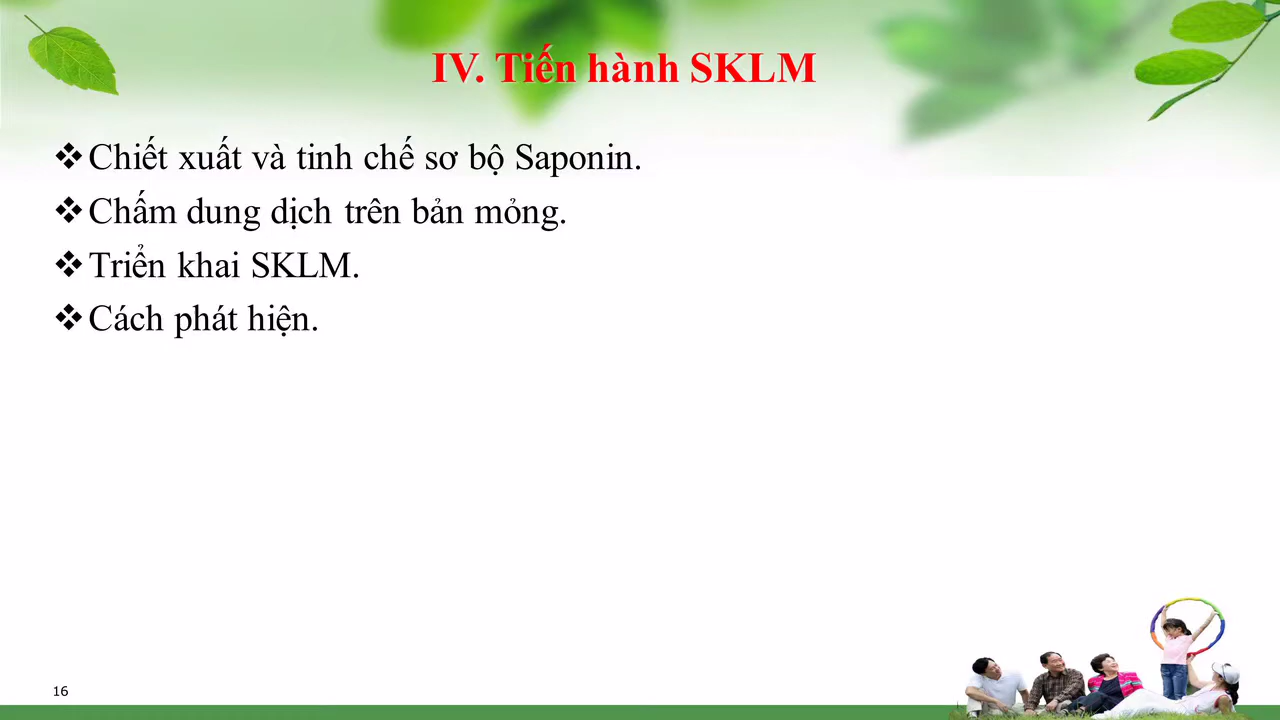 IV. Tiến hành SKLM
❖Chiết xuất và tinh chế sơ bộ Saponin.
❖Chấm dung dịch trên bản mỏng.
❖Triển khai SKLM.
❖Cách phát hiện.
16